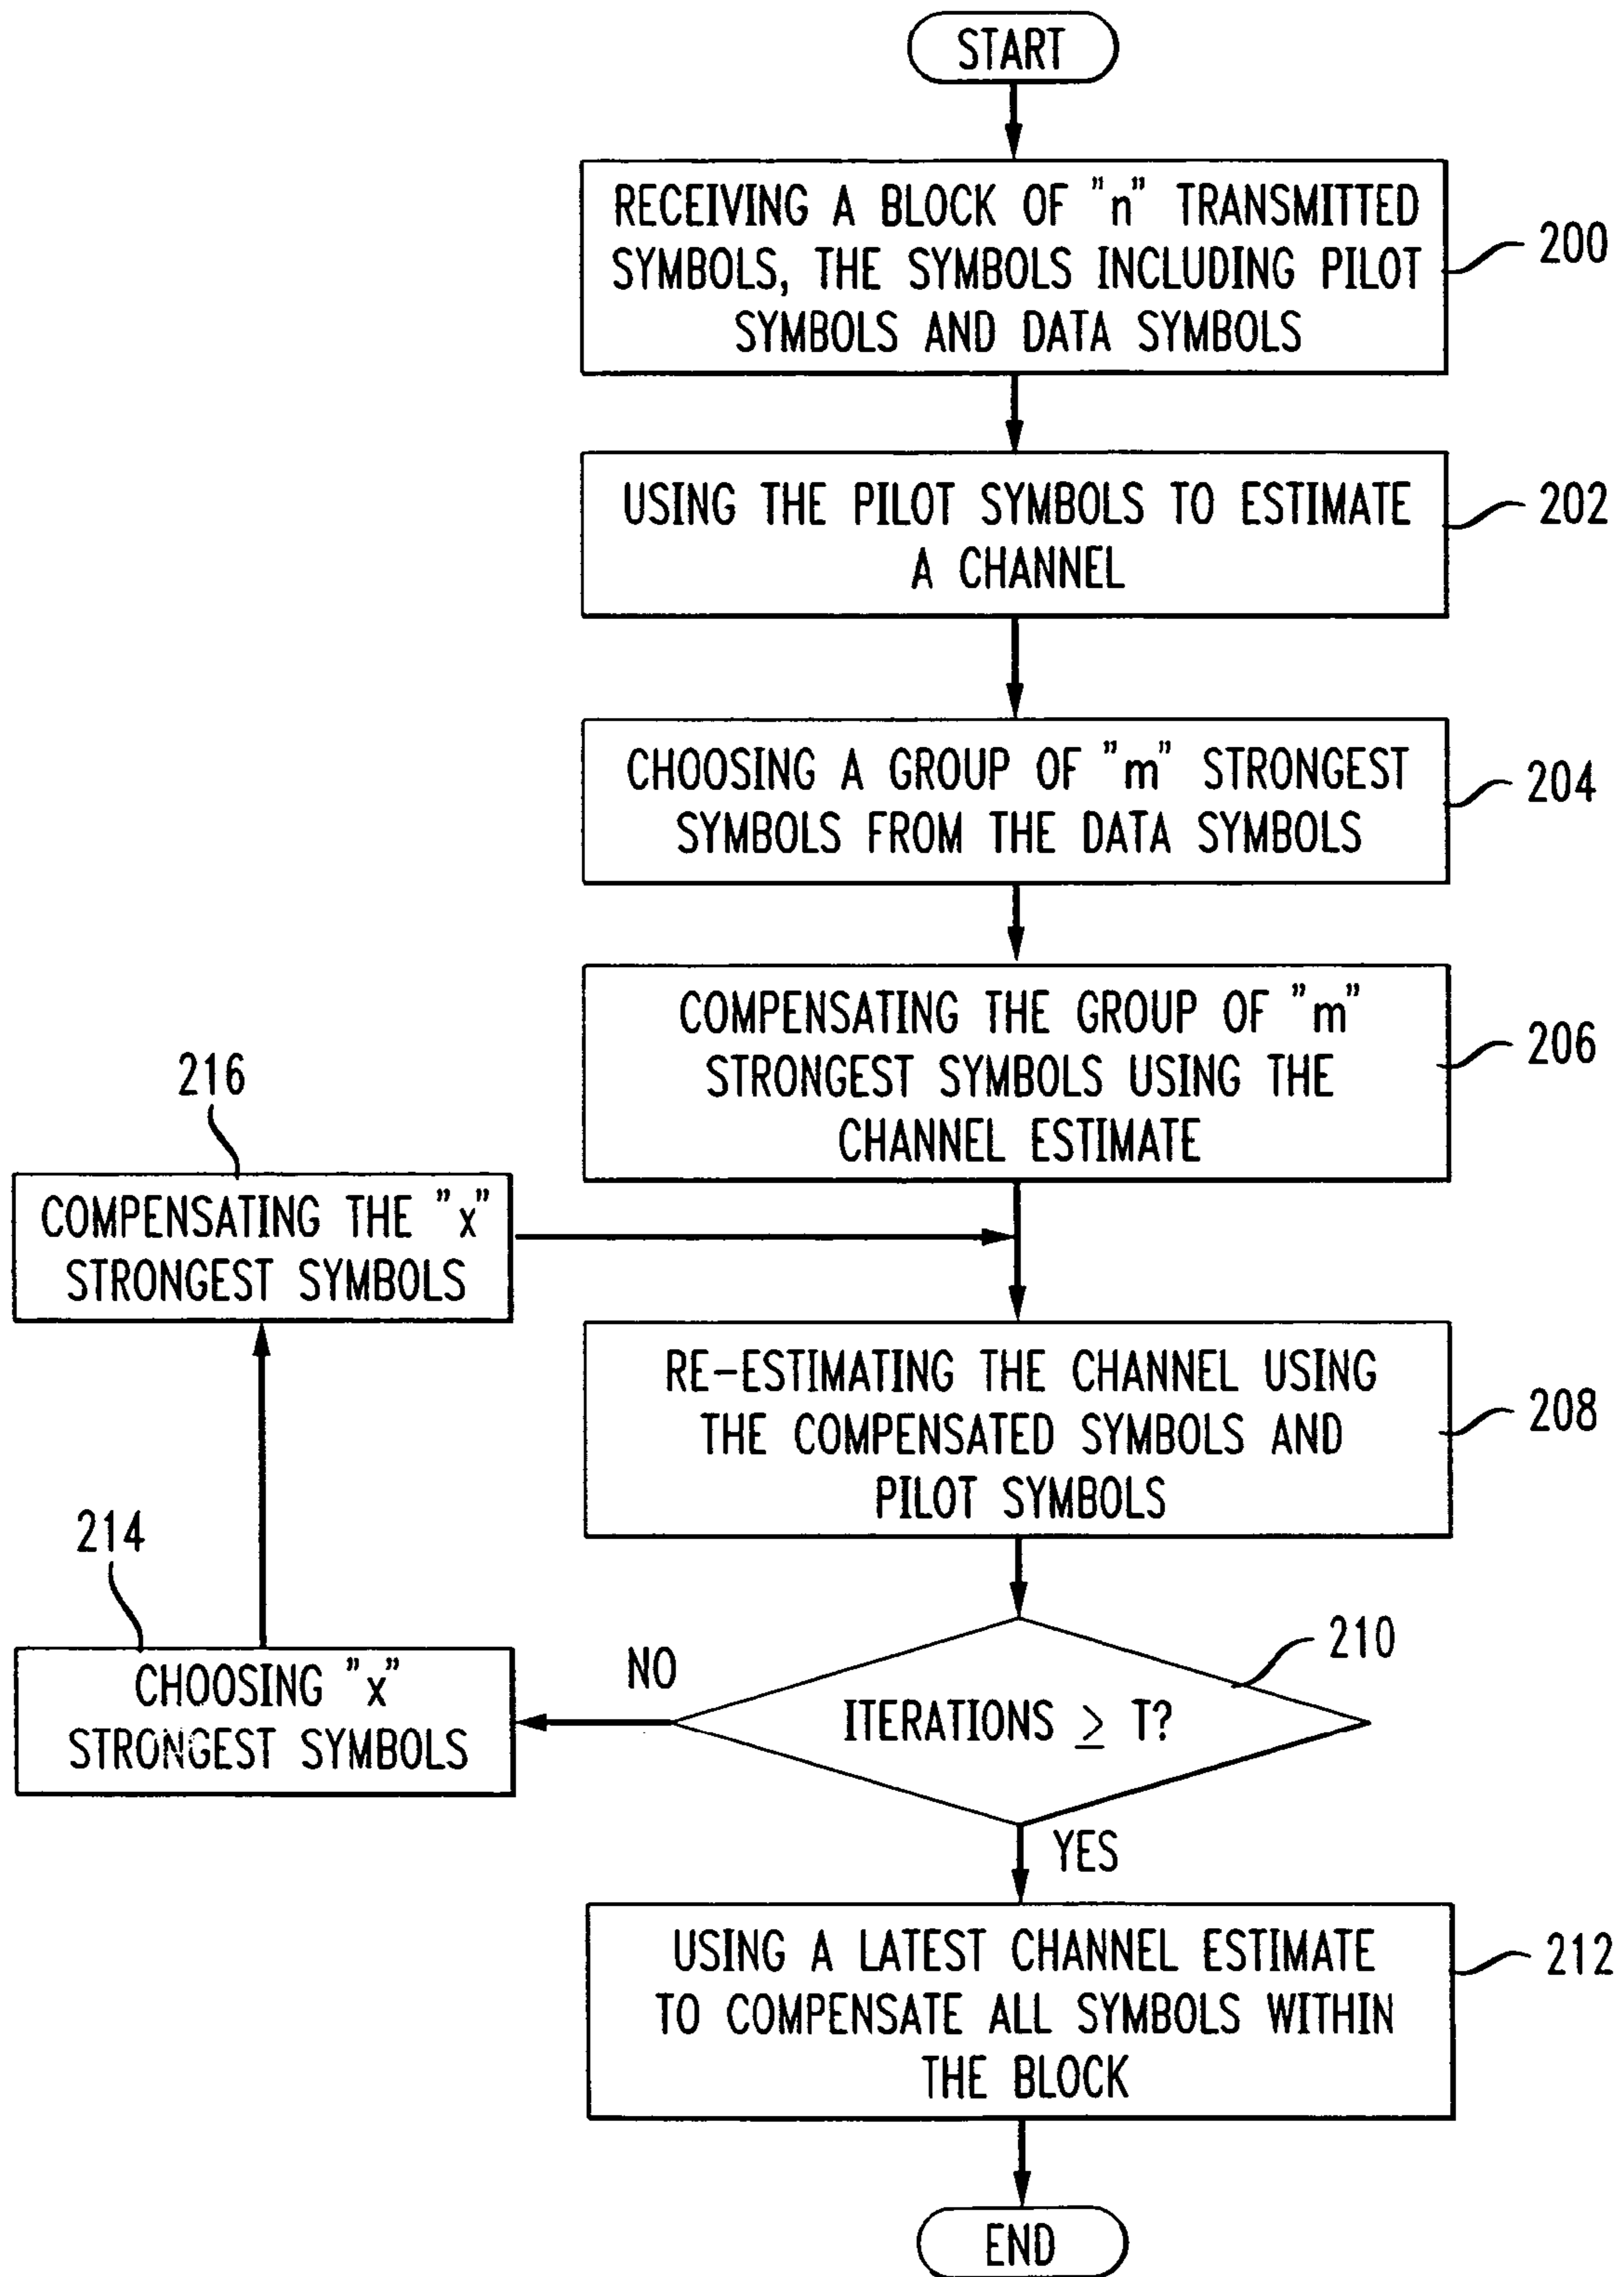 START
RECEIVING A BLOCK OF "n" TRANSMITTED
SYMBOLS, THE SYMBOLS INCLUDING PILOT
SYMBOLS AND DATA SYMBOLS
200
USING THE PILOT SYMBOLS TO ESTIMATE
A CHANNEL
202
CHOOSING A GROUP OF "m" STRONGEST
SYMBOLS FROM THE DATA SYMBOLS
204
COMPENSATING THE GROUP OF "m"
STRONGEST SYMBOLS USING THE
CHANNEL ESTIMATE
206
216
COMPENSATING THE "x"
STRONGEST SYMBOLS
RE-ESTIMATING THE CHANNEL USING
THE COMPENSATED SYMBOLS AND
PILOT SYMBOLS
208
214
CHOOSING "x"
STRONGEST SYMBOLS
NO
ITERATIONS ≥ T?
210
YES
USING A LATEST CHANNEL ESTIMATE
TO COMPENSATE ALL SYMBOLS WITHIN
THE BLOCK
212
END